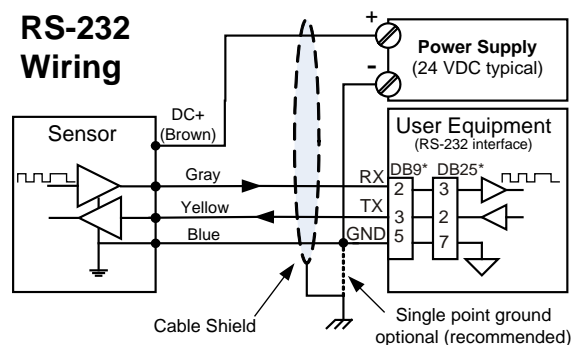 RS-232
Wiring
+
-
Power Supply
(24 VDC typical)
DC+
(Brown)
Sensor
User Equipment
(RS-232 interface)
DB9* DB25*
Gray
RX
2
3
Yellow
TX
3
2
Blue
GND
5
7
Cable Shield
Single point ground
optional (recommended)